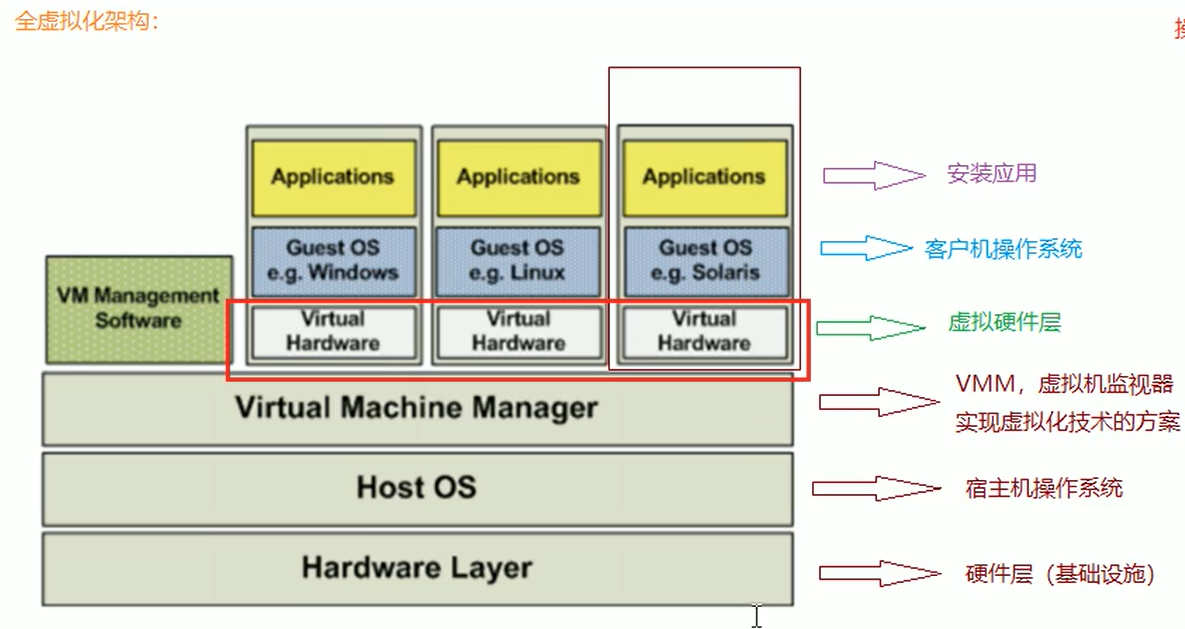 全虚拟化架构：
Applications
Applications
Applications
安装应用
Guest OS
e.g. Windows
Guest OS
e.g. Linux
Guest OS
e.g. Solaris
客户机操作系统
VM Management
Software
Virtual
Hardware
Virtual
Hardware
Virtual
Hardware
虚拟硬件层
Virtual Machine Manager
VMM，虚拟机监视器
实现虚拟化技术的方案
Host OS
宿主机操作系统
Hardware Layer
硬件层（基础设施）